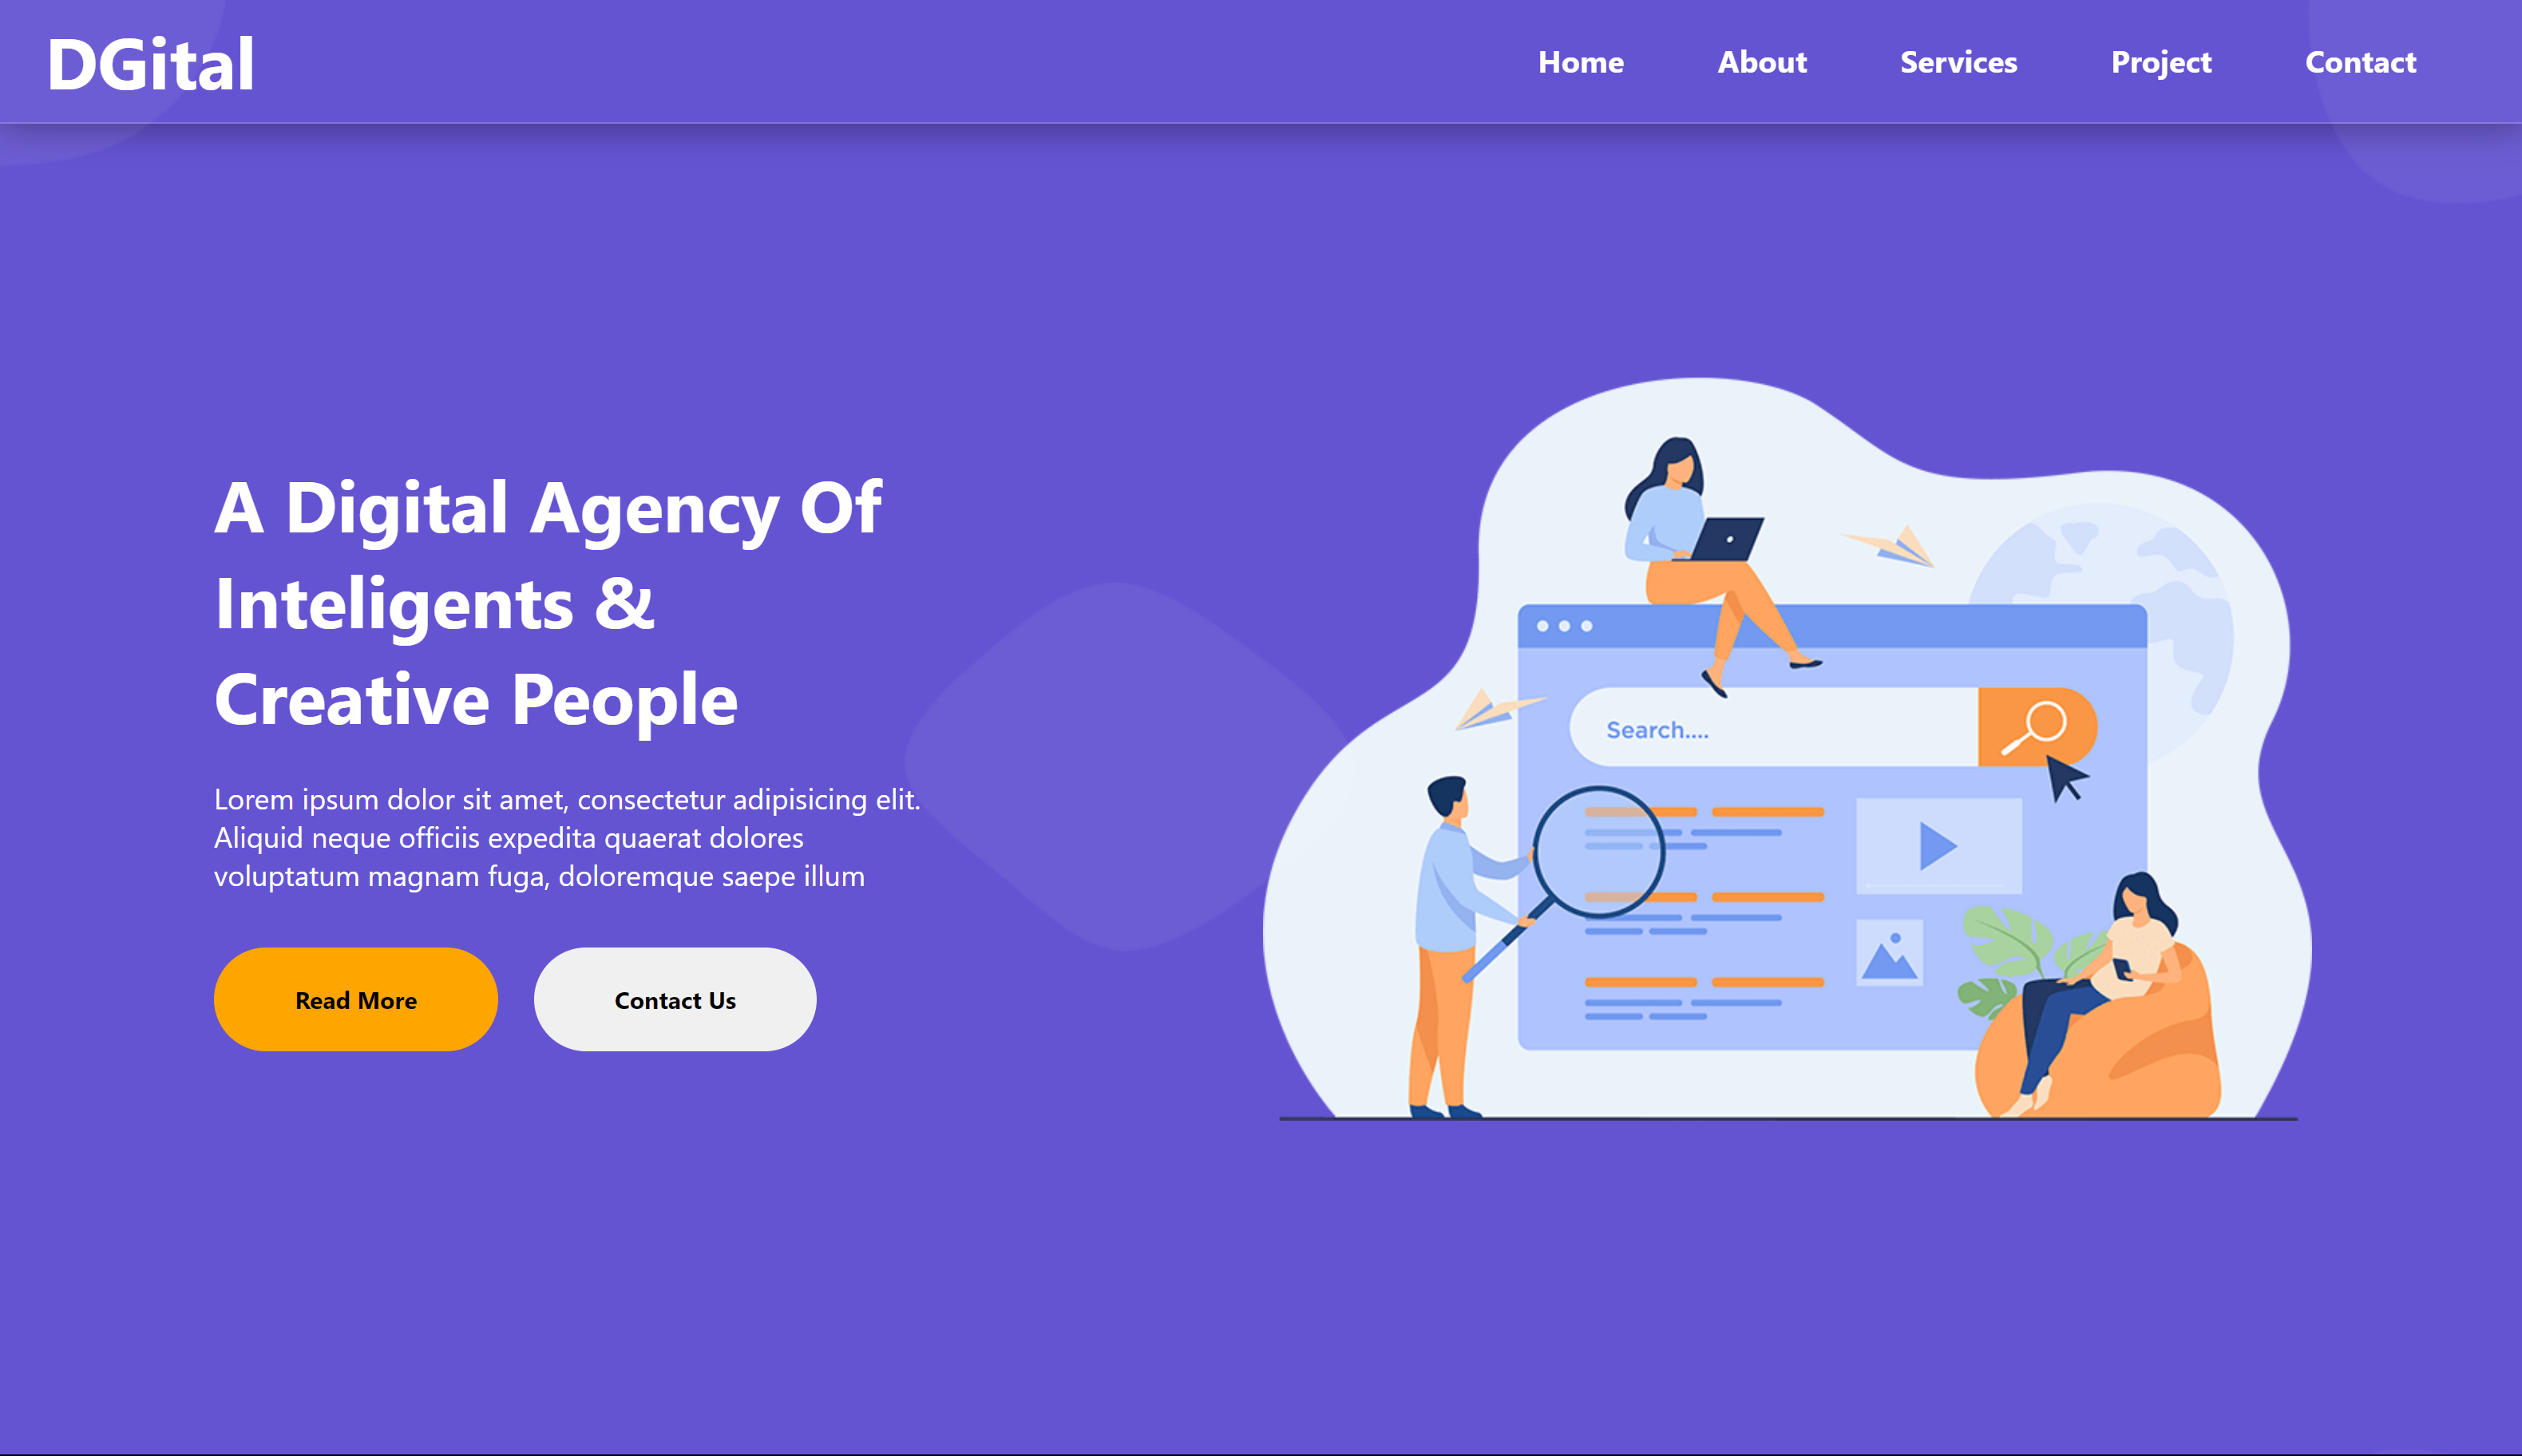 DGital
Home About Services Project Contact
A Digital Agency Of
Inteligents &
Creative People
Lorem ipsum dolor sit amet, consectetur adipisicing elit.
Aliquid neque officiis expedita quaerat dolores
voluptatum magnam fuga, doloremque saepe illum
Read More
Contact Us
Search....